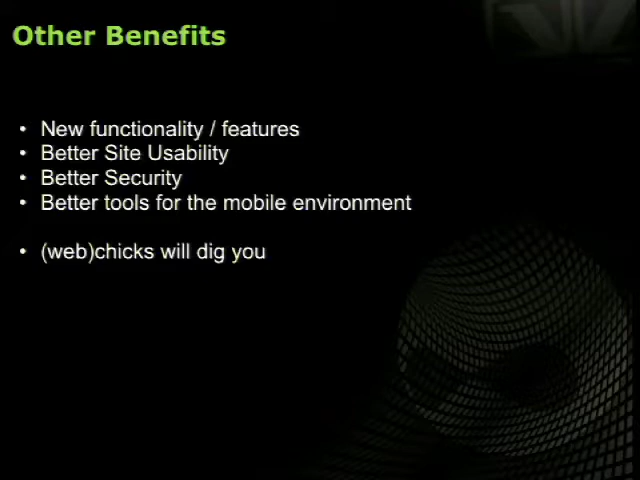 Other Benefits
• New functionality / features
• Better Site Usability
• Better Security
• Better tools for the mobile environment
• (web)chicks will dig you